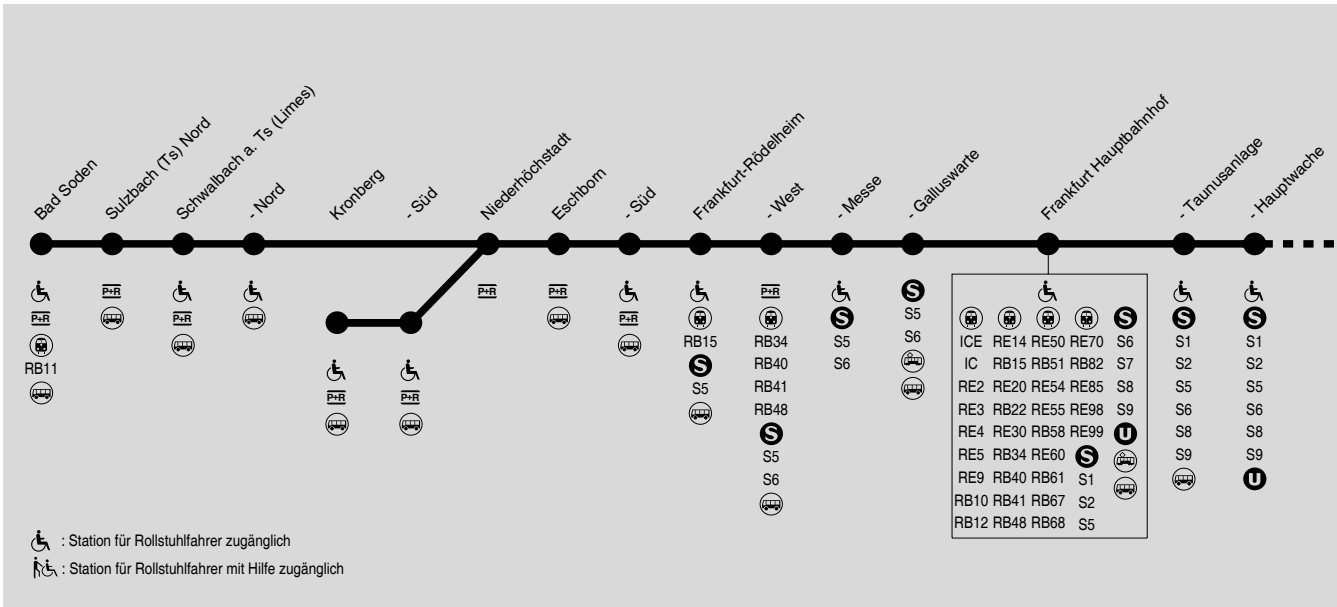 Bad Soden
Sulzbach (Ts) Nord
Schwalbach a. Ts (Limes)
- Nord
Kronberg
- Süd
Niederhöchstadt
Eschborn
- Süd
Frankfurt-Rödelheim
- West
- Messe
- Galluswarte
Frankfurt Hauptbahnhof
- Taunusanlage
- Hauptwache
P+R
RB11
P+R
P+R
P+R
P+R
P+R
P+R
P+R
RB15
S
S5
P+R
RB34
RB40
RB41
RB48
S
S5
S6
S
S5
S6
S
S5
S6
ICE RE14 RE50 RE70 S
IC RB15 RB51 RB82 S6
RE2 RE20 RE54 RE85 S7
RE3 RB22 RE55 RE98 S8
RE4 RE30 RB58 RE99 S9
RE5 RB34 RE60 S U
RE9 RB40 RB61 S1
RB10 RB41 RB67 S2
RB12 RB48 RB68 S5
S
S1
S2
S5
S6
S8
S9
S
S1
S2
S5
S6
S8
S9
U
: Station für Rollstuhlfahrer zugänglich
: Station für Rollstuhlfahrer mit Hilfe zugänglich